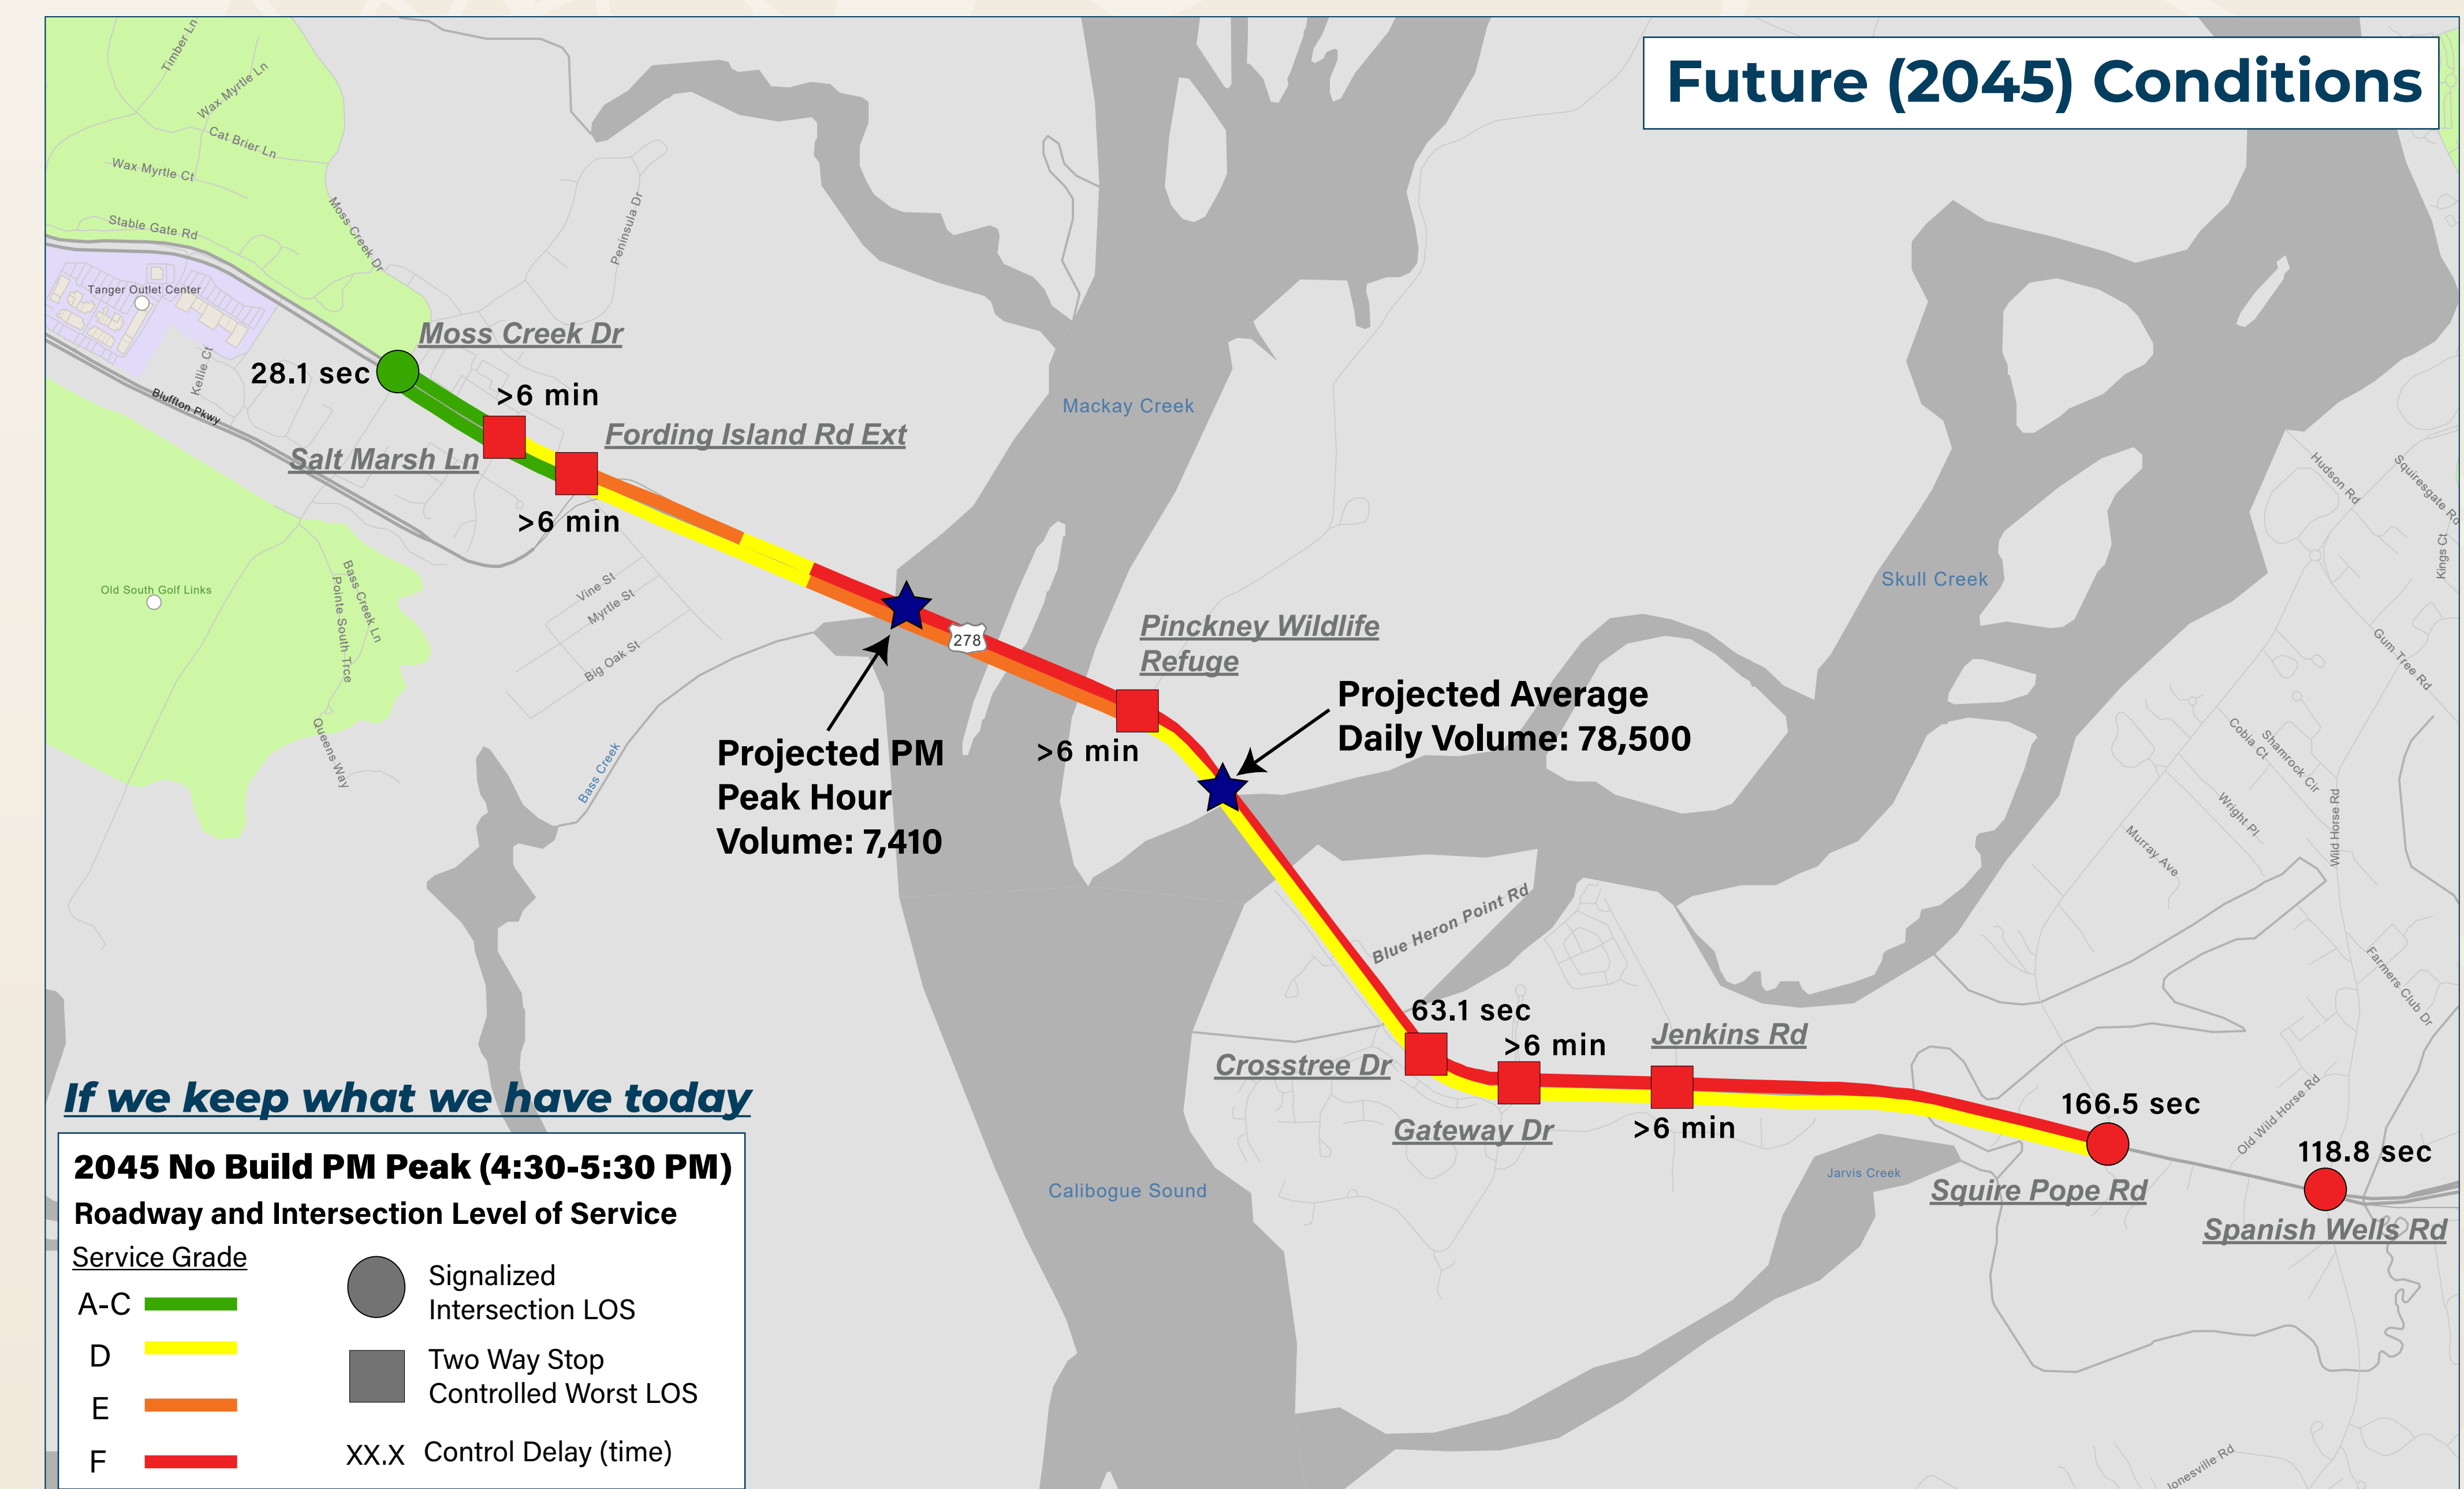 Future (2045) Conditions
Timber Ln
Wax Myrtle Ln
Cat Brier Ln
Wax Myrtle Ct
Moss Creek Dr
Stable Gate Rd
Peninsula Dr
Tanger Outlet Center
Kellie Ct
Bluffton Pkwy
Moss Creek Dr
28.1 sec
>6 min
Salt Marsh Ln
Fording Island Rd Ext
>6 min
Mackay Creek
Skull Creek
Hudson Rd
Squiresgate Rd
Kings Ct
Gum Tree Rd
Old South Golf Links
Bass Creek Ln
Pointe South Trce
Queens Way
Vine St
Myrtle St
Big Oak St
Bass Creek
278
Pinckney Wildlife
Refuge
>6 min
Projected PM
Peak Hour
Volume: 7,410
Projected Average
Daily Volume: 78,500
Cobia Ct
Shamrock Cir
Wright Pl
Murray Ave
Wild Horse Rd
Farmers Club Dr
Blue Heron Point Rd
63.1 sec
Crosstree Dr
>6 min
Gateway Dr
Jenkins Rd
>6 min
166.5 sec
Squire Pope Rd
Old Wild Horse Rd
118.8 sec
Spanish Wells Rd
Jarvis Creek
Calibogue Sound
Jonesville Rd
If we keep what we have today
2045 No Build PM Peak (4:30-5:30 PM)
Roadway and Intersection Level of Service
Service Grade
A-C
D
E
F
Signalized
Intersection LOS
Two Way Stop
Controlled Worst LOS
XX.X Control Delay (time)